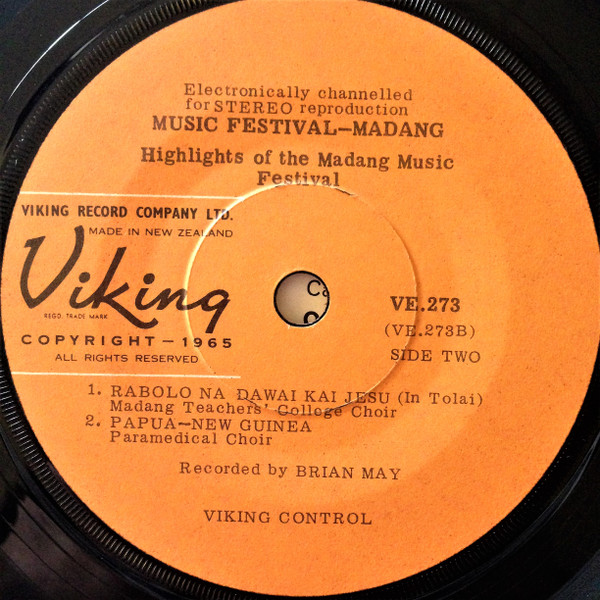 Electronically channelled
for STEREO reproduction
MUSIC FESTIVAL—MADANG
Highlights of the Madang Music
Festival
VIKING RECORD COMPANY LTD.
MADE IN NEW ZEALAND
Viking
REGD. TRADE MARK
COPYRIGHT — 1965
ALL RIGHTS RESERVED
VE.273
(VE.273B)
SIDE TWO
1. RABOLO NA DAWAI KAI JESU (In Tolai)
Madang Teachers' College Choir
2. PAPUA—NEW GUINEA
Paramedical Choir
Recorded by BRIAN MAY
VIKING CONTROL